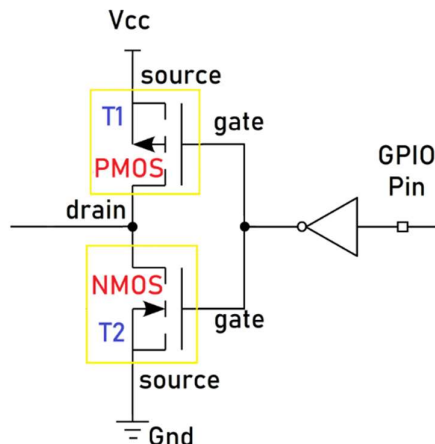 Vcc
source
T1
gate
PMOS
GPIO
Pin
drain
NMOS
T2
gate
source
Gnd